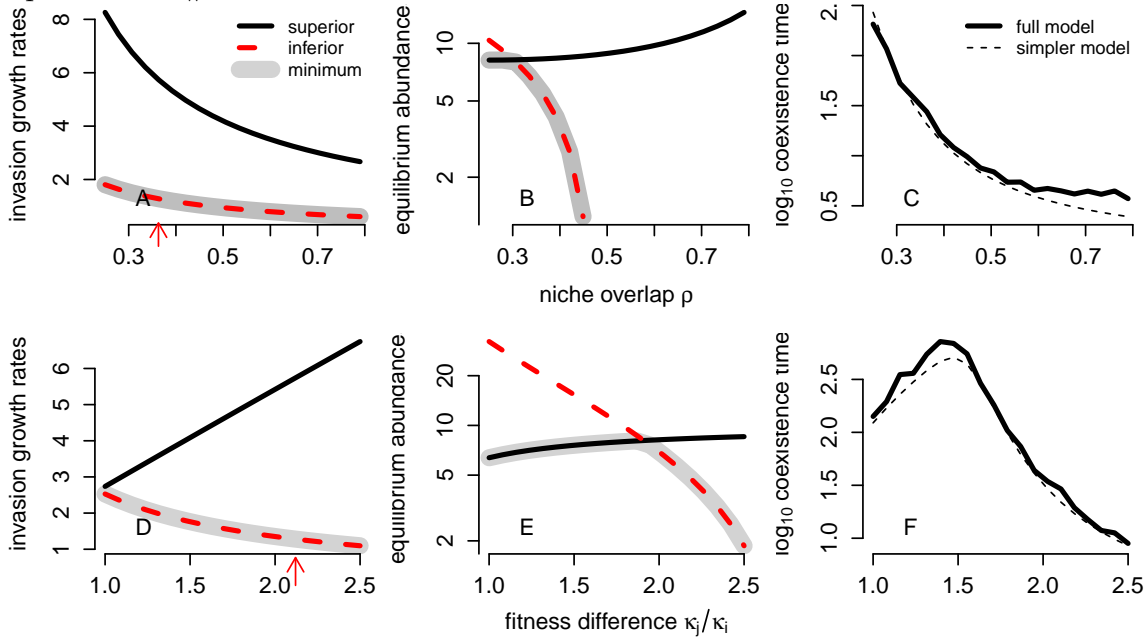 invasion growth rates
8
6
4
2
superior
inferior
minimum
A
0.3
0.5
0.7
equilibrium abundance
10
5
2
B
0.3
0.5
0.7
log10 coexistence time
2.
1.5
0.5
full model
simpler model
C
0.3
0.5
0.7
niche overlap ρ
invasion growth rates
6
5
4
3
2
1
D
1.0
1.5
2.0
2.5
equilibrium abundance
20
10
5
2
E
1.0
1.5
2.0
2.5
log10 coexistence time
2.5
2.0
1.5
1.0
F
1.0
1.5
2.0
2.5
fitness difference κj/κi